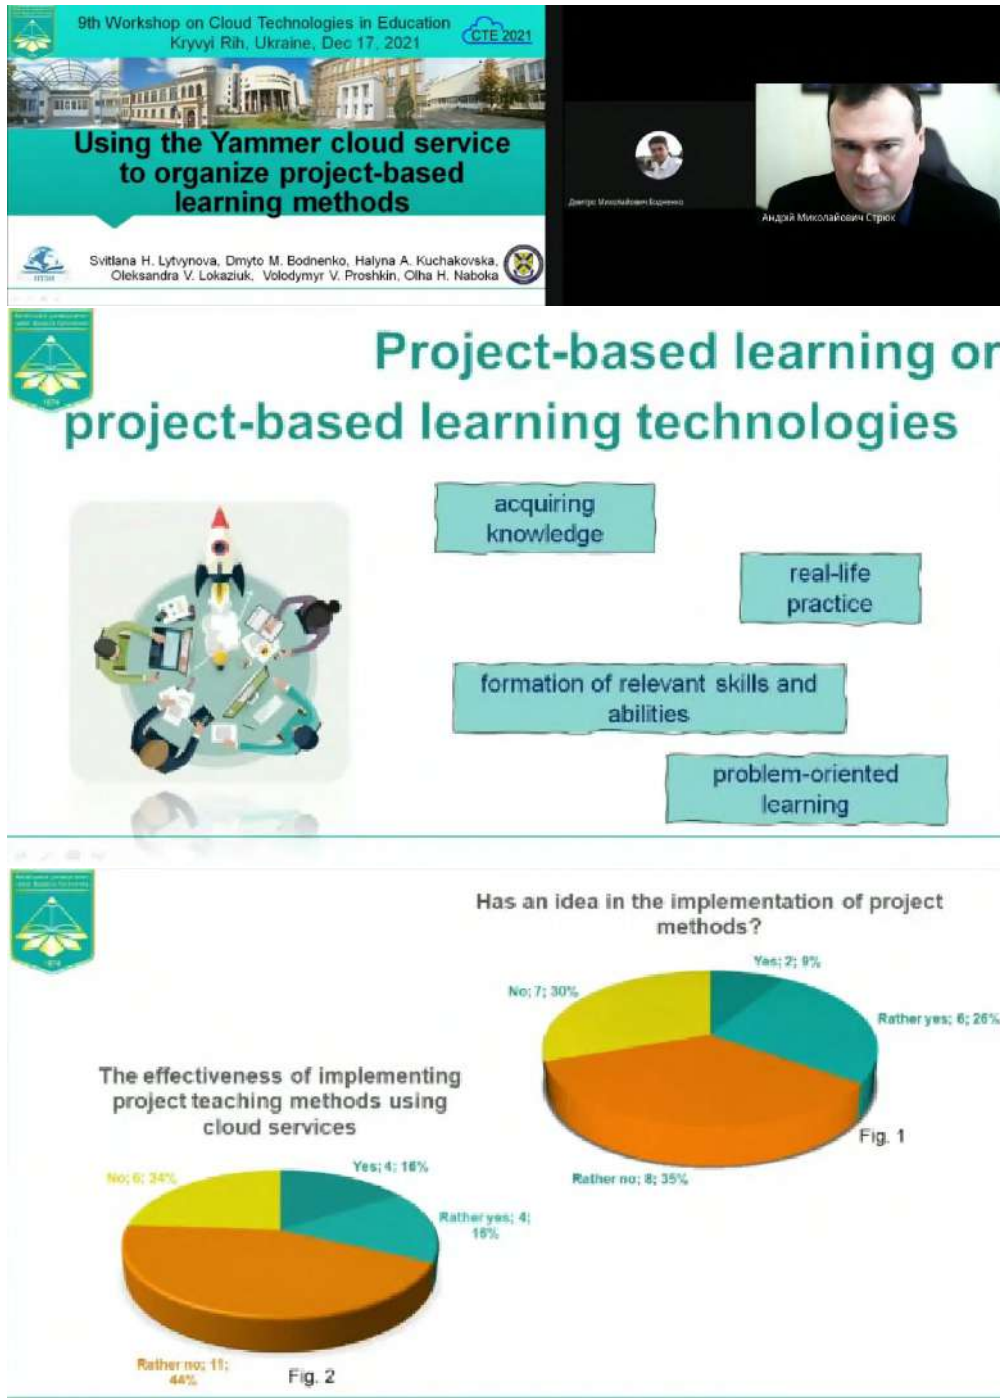 9th Workshop on Cloud Technologies in Education
Kryvyi Rih, Ukraine, Dec 17, 2021
CTE 2021
Using the Yammer cloud service
to organize project-based
learning methods
Svitlana H. Lytvynova, Dmyto M. Bodnenko, Halyna A. Kuchakovska,
Oleksandra V. Lokaziuk, Volodymyr V. Proshkin, Olha H. Naboka
Дмитро Миколайович Бодненко
Андрій Миколайович Стрюк
Project-based learning or
project-based learning technologies
acquiring
knowledge
real-life
practice
formation of relevant skills and
abilities
problem-oriented
learning
1874
Has an idea in the implementation of project
methods?
Yes; 2; 9%
No; 7; 30%
Rather yes; 6; 26%
Rather no; 8; 35%
Fig. 1
The effectiveness of implementing
project teaching methods using
cloud services
Yes; 4; 16%
No; 6; 24%
Rather yes; 4;
16%
Rather no; 11;
44%
Fig. 2